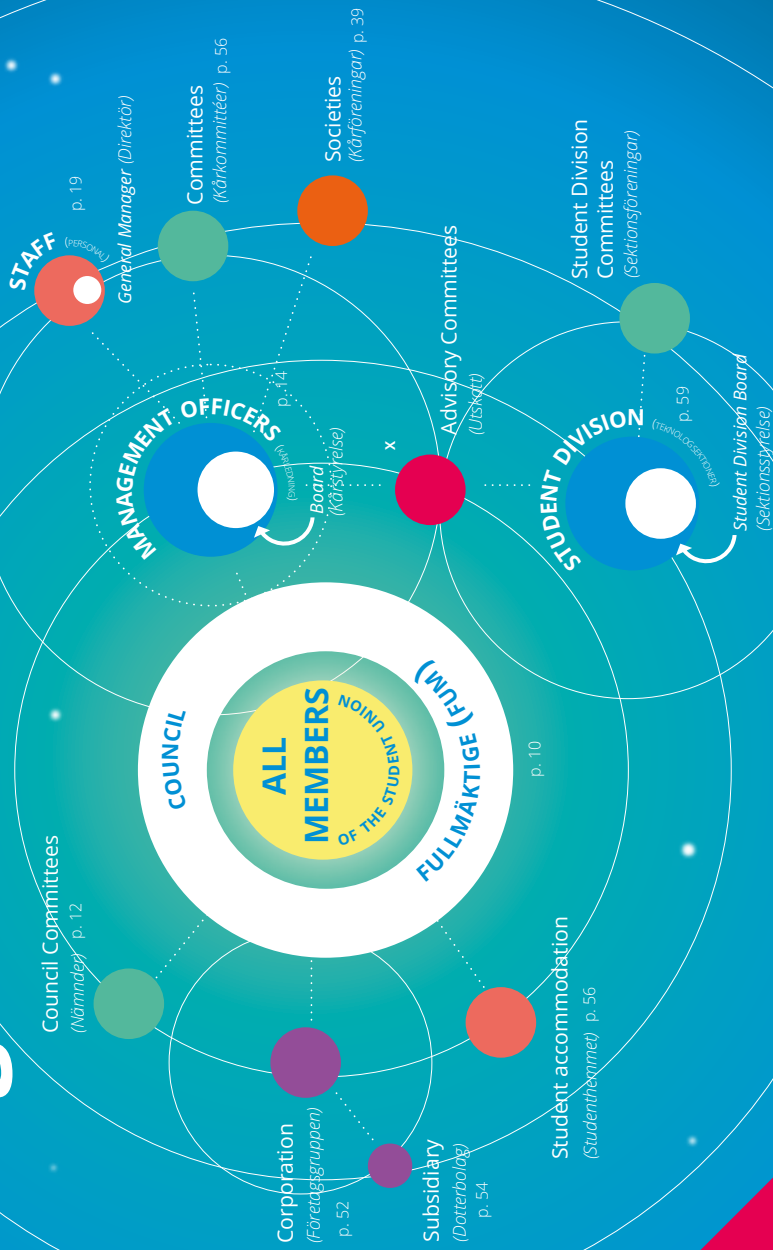 STAFF
(PERSONAL)
p. 19
General Manager (Direktör)
Committees
(Kårkommittéer) p. 56
Societies
(Kårföreningar) p. 39
MANAGEMENT OFFICERS
(KÅRLEDNING)
p. 14
Board
(Kårstyrelse)
x
Advisory Committees
(Utskott)
Student Division
Committees
(Sektionsföreningar)
STUDENT DIVISION
(TEKNOLOGSEKTIONER)
p. 59
Student Division Board
(Sektionsstyrelse)
COUNCIL
ALL
MEMBERS
OF THE STUDENT UNION
FULLMÄKTIGE (FUM)
p. 10
Council Committees
(Nämnder) p. 12
Corporation
(Företagsgruppen)
p. 52
Subsidiary
(Dotterbolag)
p. 54
Student accommodation
(Studenthemmet) p. 56